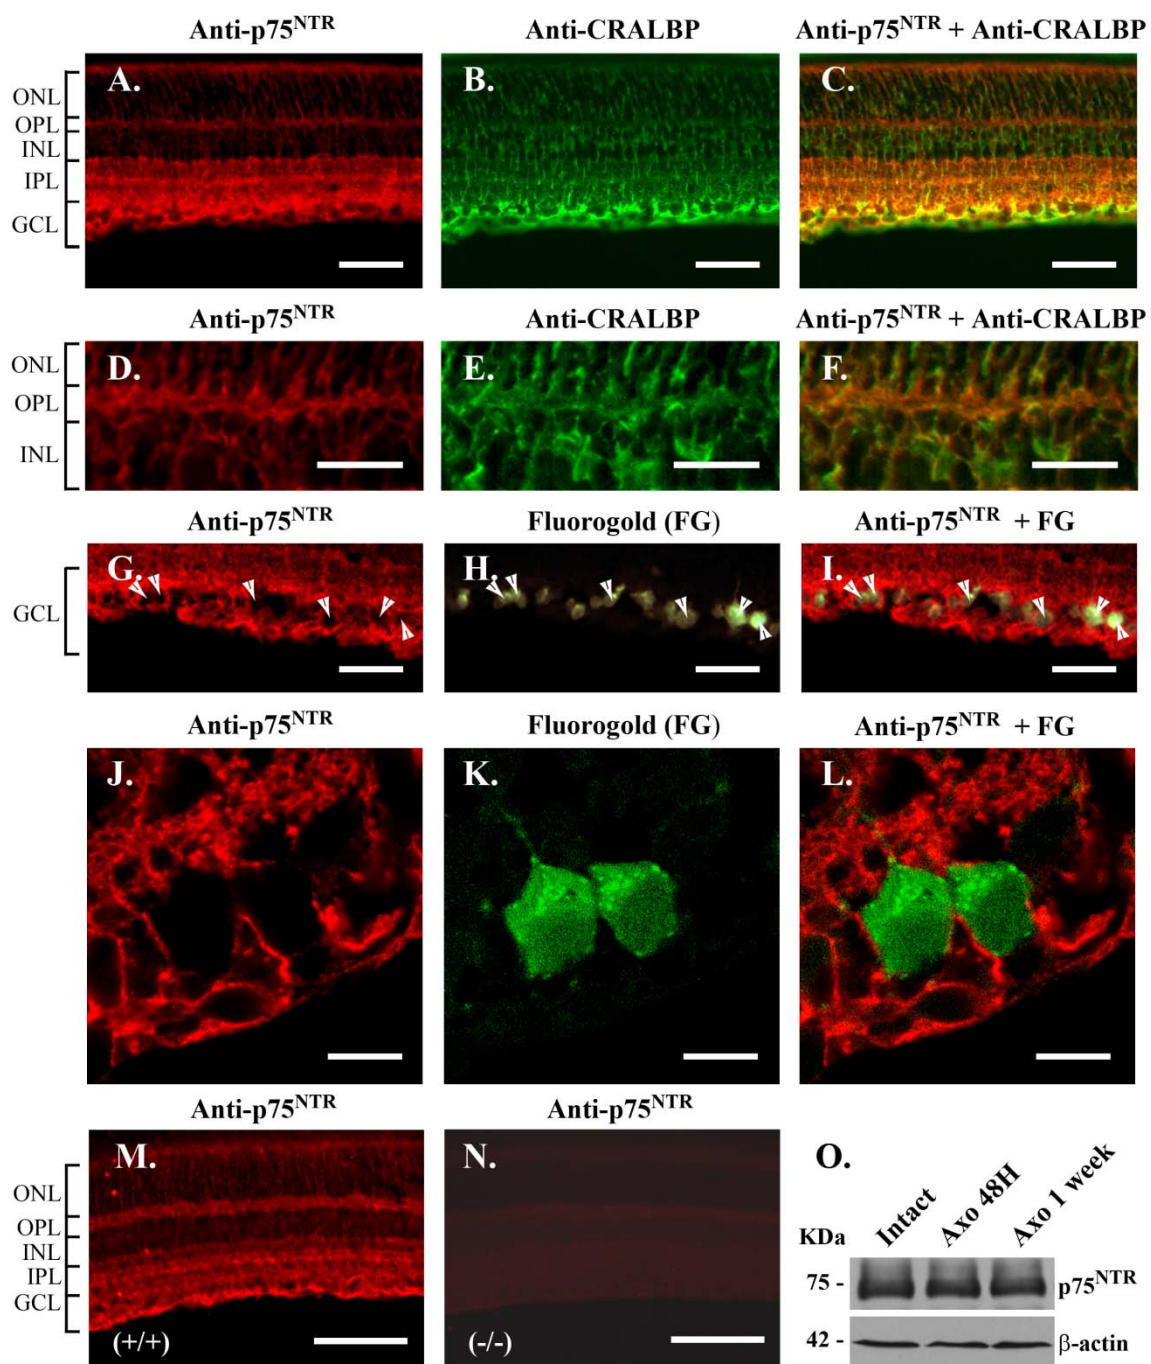 Anti-p75NTR Anti-CRALBP Anti-p75NTR + Anti-CRALBP
A. B. C.
ONL
OPL
INL
IPL
GCL
Anti-p75NTR Anti-CRALBP Anti-p75NTR + Anti-CRALBP
D. E. F.
ONL
OPL
INL
Anti-p75NTR Fluorogold (FG) Anti-p75NTR + FG
G. H. I.
GCL
Anti-p75NTR Fluorogold (FG) Anti-p75NTR + FG
J. K. L.
Anti-p75NTR Anti-p75NTR
M. N. O.
ONL
OPL
INL
IPL
GCL
(+/+) (-/-)
Intact Axo 48H Axo 1 week
KDa
75 - p75NTR
42 - β-actin